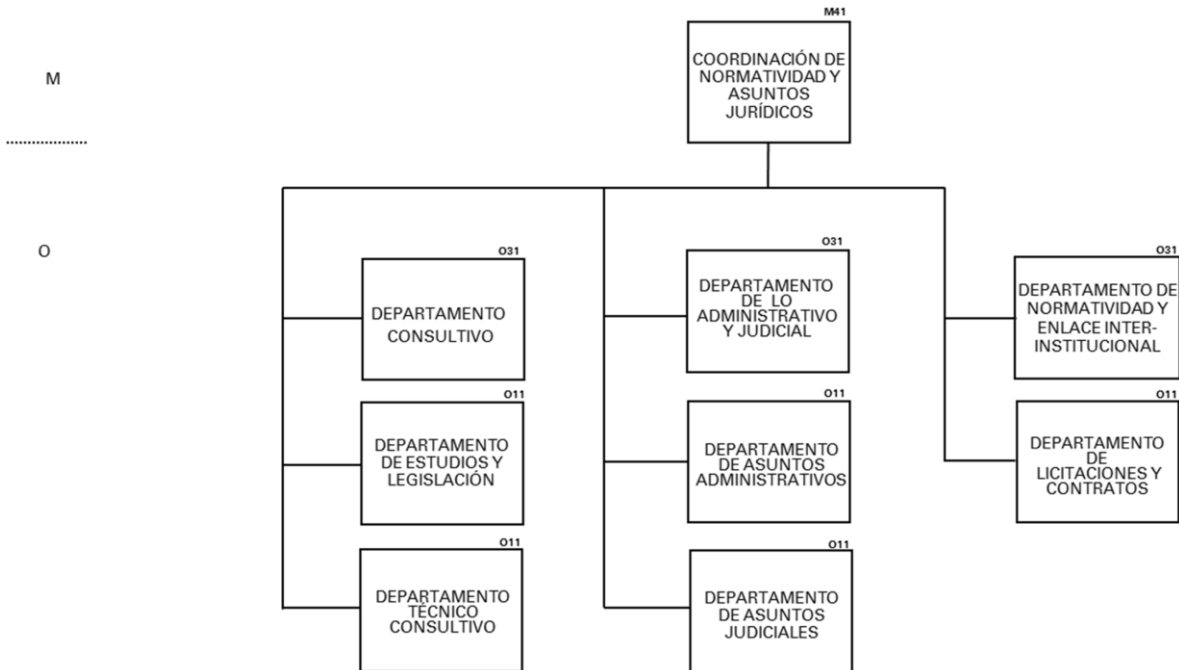 M41
COORDINACIÓN DE
NORMATIVIDAD Y
ASUNTOS
JURÍDICOS
M
...................
O
O31
DEPARTAMENTO
CONSULTIVO
O31
DEPARTAMENTO
DE LO
ADMINISTRATIVO
Y JUDICIAL
O31
DEPARTAMENTO DE
NORMATIVIDAD Y
ENLACE INTER-
INSTITUCIONAL
O11
DEPARTAMENTO
DE ESTUDIOS Y
LEGISLACIÓN
O11
DEPARTAMENTO
DE ASUNTOS
ADMINISTRATIVOS
O11
DEPARTAMENTO
DE
LICITACIONES Y
CONTRATOS
O11
DEPARTAMENTO
TÉCNICO
CONSULTIVO
O11
DEPARTAMENTO
DE ASUNTOS
JUDICIALES